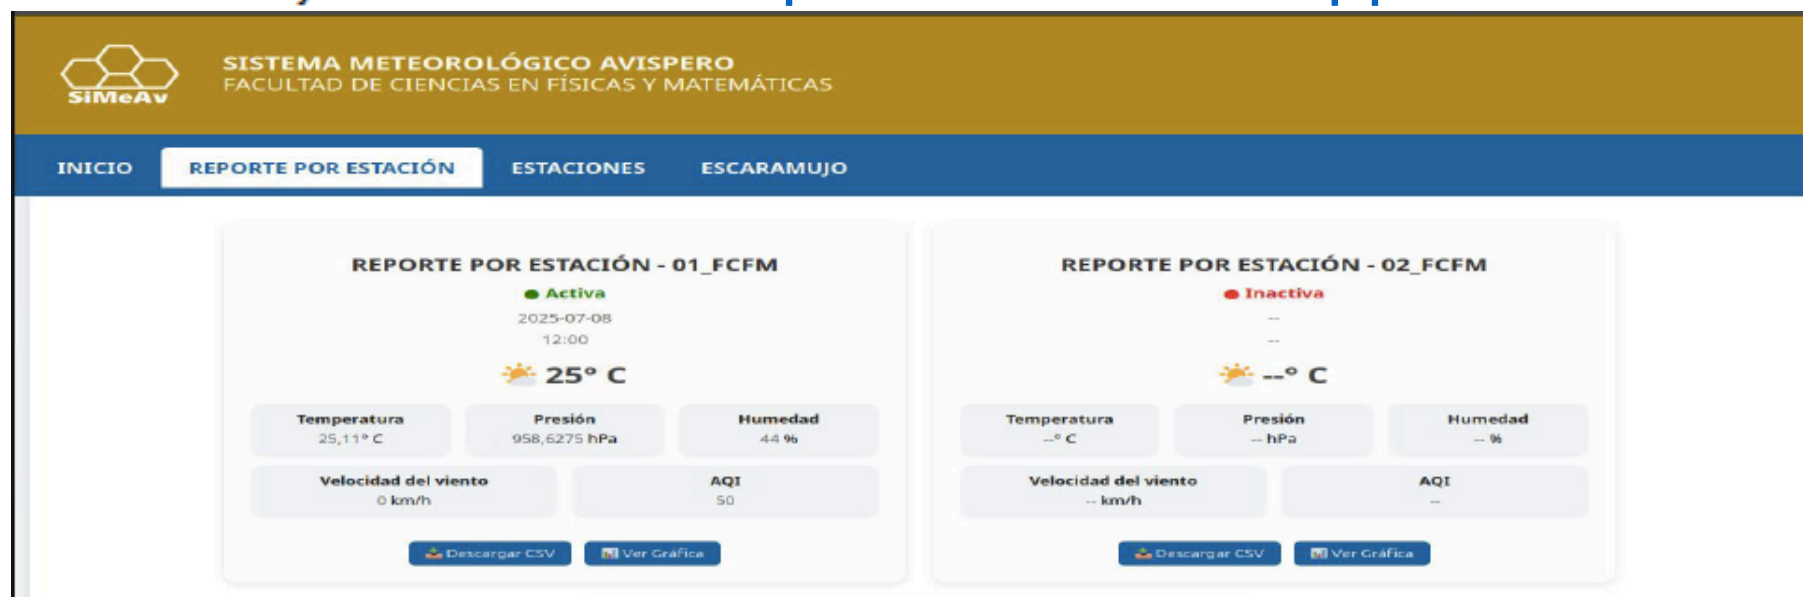 SiMeAv
SISTEMA METEOROLÓGICO AVISPERO
FACULTAD DE CIENCIAS EN FÍSICAS Y MATEMÁTICAS
INICIO REPORTE POR ESTACIÓN ESTACIONES ESCARAMUJO
REPORTE POR ESTACIÓN - 01_FCFM
Activa
2025-07-08
12:00
25° C
Temperatura
25,11° C
Presión
958,6275 hPa
Humedad
44 %
Velocidad del viento
0 km/h
AQI
50
Descargar CSV
Ver Gráfica
REPORTE POR ESTACIÓN - 02_FCFM
Inactiva
--
--
--° C
Temperatura
--° C
Presión
-- hPa
Humedad
-- %
Velocidad del viento
-- km/h
AQI
--
Descargar CSV
Ver Gráfica